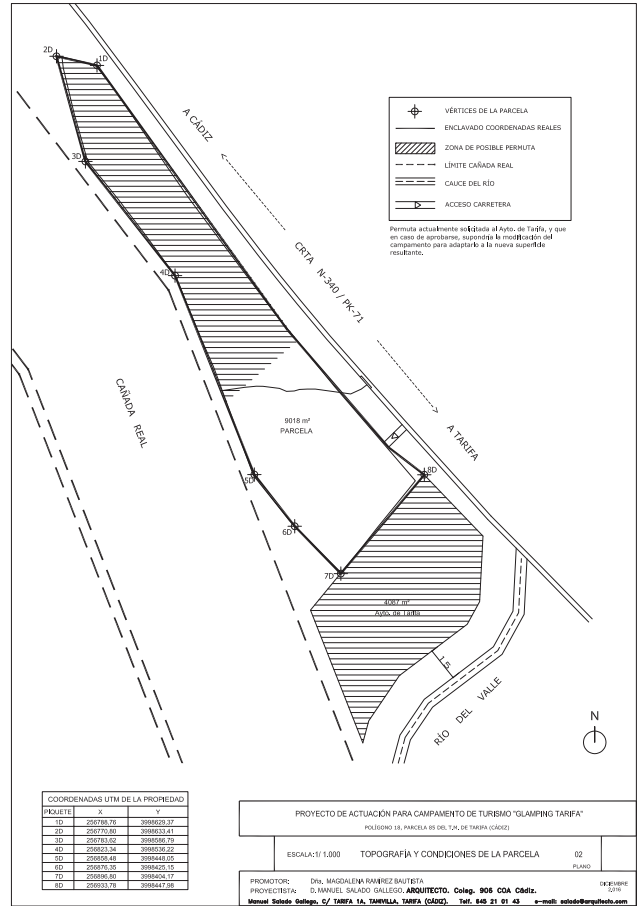 2D
1D
3D
4D
5D
6D
7D
8D
A CÁDIZ
CRTA N-340 / PK-71
A TARIFA
CAÑADA REAL
9018 m²
PARCELA
4087 m²
Ayto. de Tarifa
1.5
RÍO DEL VALLE
N
VÉRTICES DE LA PARCELA
ENCLAVADO COORDENADAS REALES
ZONA DE POSIBLE PERMUTA
LÍMITE CAÑADA REAL
CAUCE DEL RÍO
ACCESO CARRETERA
Permuta actualmente solicitada al Ayto. de Tarifa, y que
en caso de aprobarse, supondría la modificación del
campamento para adaptarlo a la nueva superficie
resultante.
COORDENADAS UTM DE LA PROPIEDAD
PIQUETE X Y
1D 256788,76 3998629,37
2D 256770,80 3998633,41
3D 256783,62 3998586,79
4D 256823,34 3998536,22
5D 256858,48 3998448,05
6D 256876,35 3998425,15
7D 256896,80 3998404,17
8D 256933,78 3998447,98
PROYECTO DE ACTUACIÓN PARA CAMPAMENTO DE TURISMO "GLAMPING TARIFA"
POLÍGONO 18, PARCELA 85 DEL T.M. DE TARIFA (CÁDIZ)
ESCALA:1/ 1.000 TOPOGRAFÍA Y CONDICIONES DE LA PARCELA 02
PLANO
PROMOTOR: Dña. MAGDALENA RAMÍREZ BAUTISTA
PROYECTISTA: D. MANUEL SALADO GALLEGO. ARQUITECTO. Coleg. 905 COA Cádiz.
DICIEMBRE
2,016
Manuel Salado Gallego, C/ TARIFA 1A, TAHIVILLA, TARIFA (CÁDIZ). Telf. 645 21 01 43 e-mail: salado@arquitecto.com